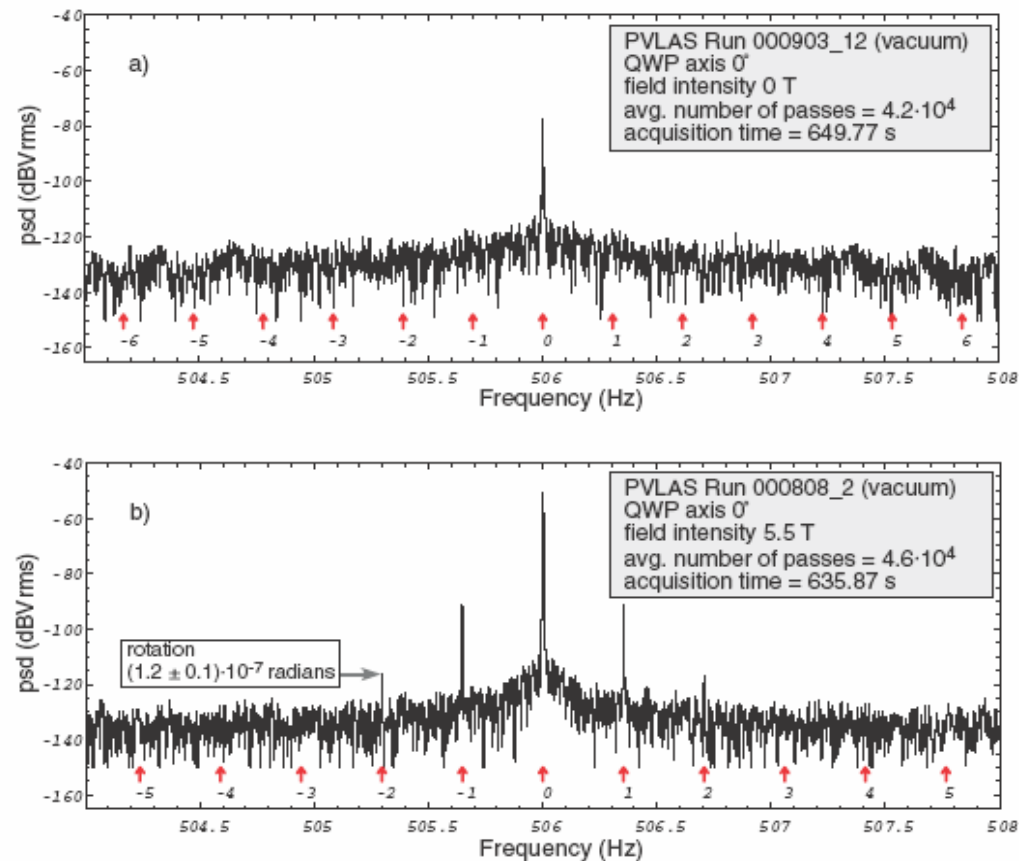 -40
-60
-80
-100
-120
-140
-160
psd (dBVrms)
a)
PVLAS Run 000903_12 (vacuum)
QWP axis 0°
field intensity 0 T
avg. number of passes = 4.2·10⁴
acquisition time = 649.77 s
-6 -5 -4 -3 -2 -1 0 1 2 3 4 5 6
504.5 505 505.5 506 506.5 507 507.5 508
Frequency (Hz)
-40
-60
-80
-100
-120
-140
-160
psd (dBVrms)
b)
PVLAS Run 000808_2 (vacuum)
QWP axis 0°
field intensity 5.5 T
avg. number of passes = 4.6·10⁴
acquisition time = 635.87 s
rotation
(1.2 ± 0.1)·10⁻⁷ radians
-5 -4 -3 -2 -1 0 1 2 3 4 5
504.5 505 505.5 506 506.5 507 507.5 508
Frequency (Hz)